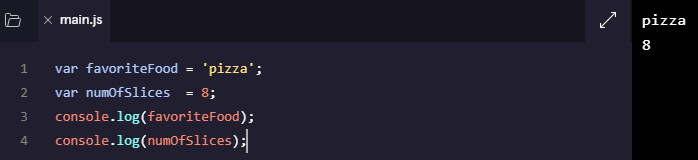 main.js
1 var favoriteFood = 'pizza';
2 var numOfSlices  = 8;
3 console.log(favoriteFood);
4 console.log(numOfSlices);
pizza
8